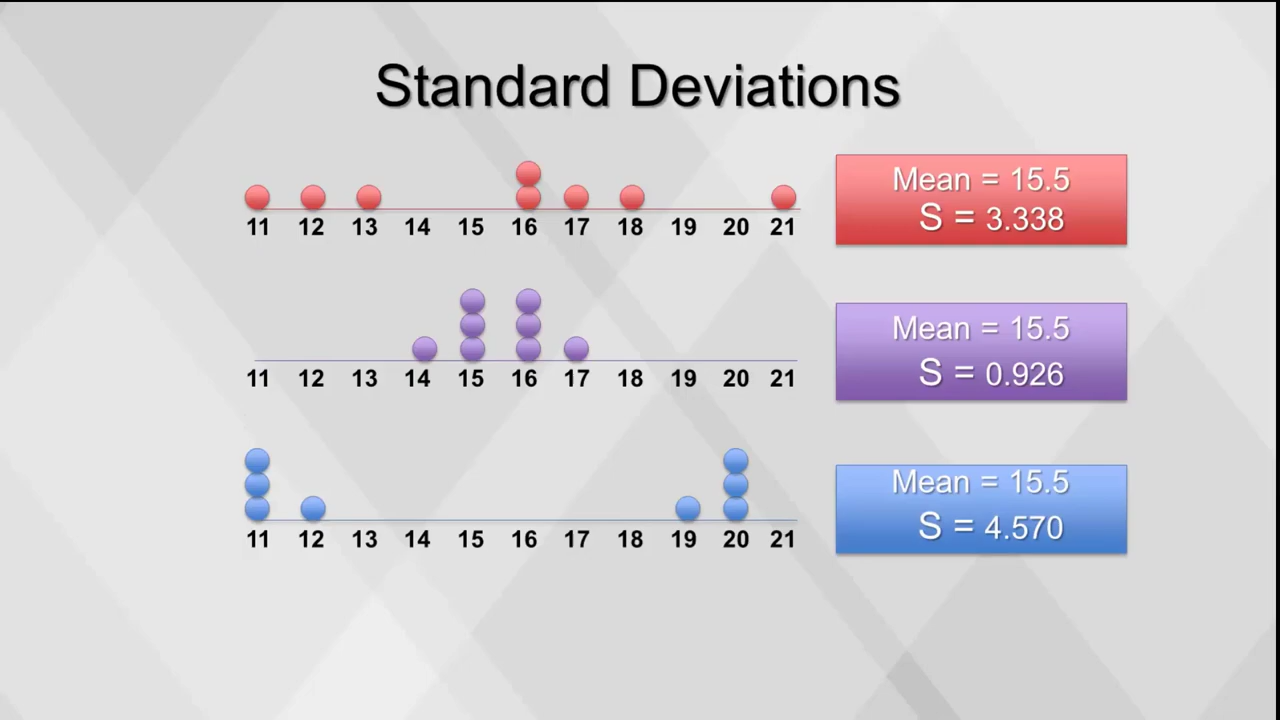 Standard Deviations
11 12 13 14 15 16 17 18 19 20 21
Mean = 15.5
S = 3.338
11 12 13 14 15 16 17 18 19 20 21
Mean = 15.5
S = 0.926
11 12 13 14 15 16 17 18 19 20 21
Mean = 15.5
S = 4.570